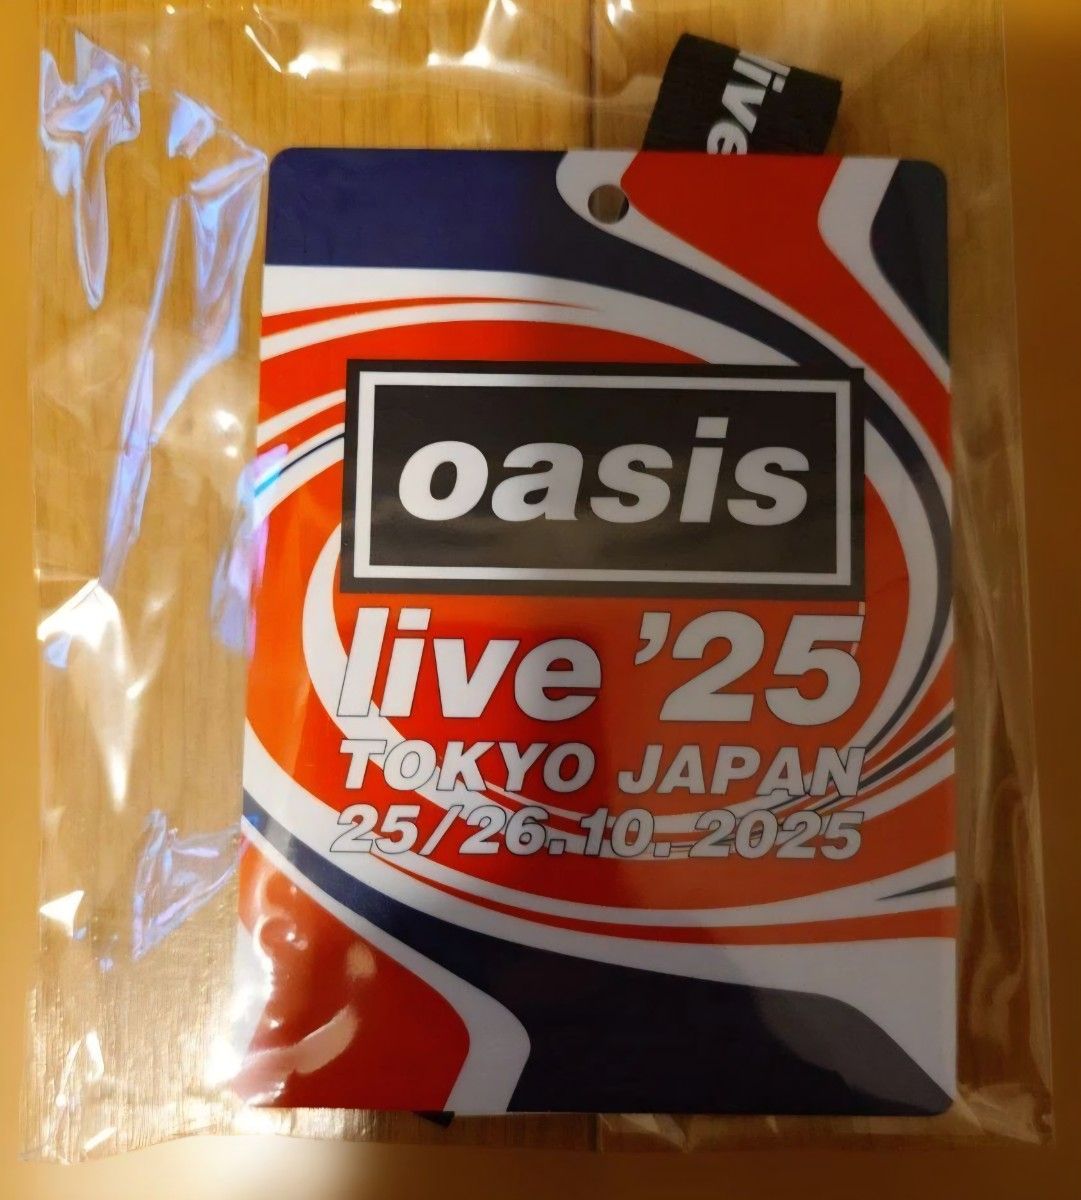 live
oasis
live '25
TOKYO JAPAN
25/26.10.2025